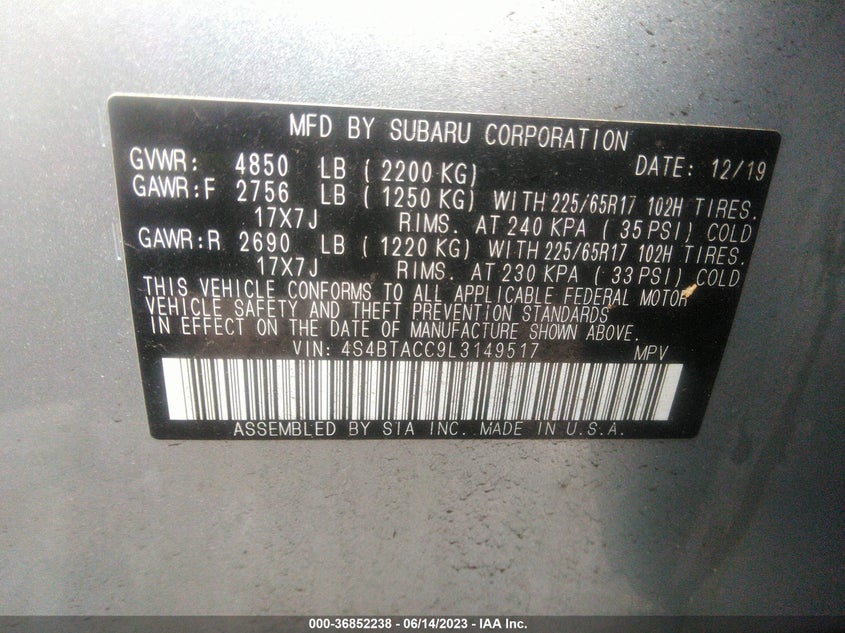 MFD BY SUBARU CORPORATION
GVWR: 4850 LB ( 2200 KG) DATE: 12/19
GAWR:F 2756 LB ( 1250 KG) WITH 225/65R17 102H TIRES.
17X7J RIMS. AT 240 KPA ( 35 PSI) COLD
GAWR:R 2690 LB ( 1220 KG) WITH 225/65R17 102H TIRES.
17X7J RIMS. AT 230 KPA ( 33 PSI) COLD
THIS VEHICLE CONFORMS TO ALL APPLICABLE FEDERAL MOTOR
VEHICLE SAFETY AND THEFT PREVENTION STANDARDS
IN EFFECT ON THE DATE OF MANUFACTURE SHOWN ABOVE.
VIN: 4S4BTACC9L3149517 MPV
ASSEMBLED BY SIA INC. MADE IN U.S.A.
000-36852238 - 06/14/2023 - IAA Inc.